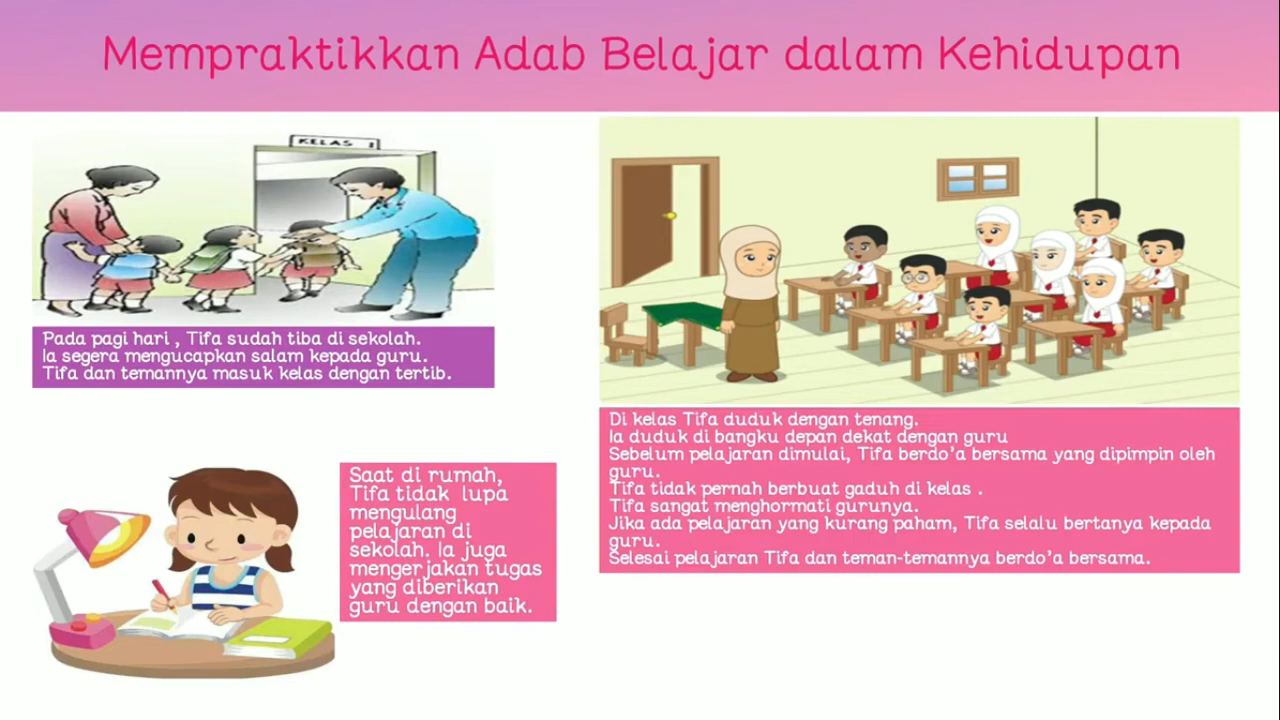 Mempraktikkan Adab Belajar dalam Kehidupan
KELAS I
Pada pagi hari , Tifa sudah tiba di sekolah.
Ia segera mengucapkan salam kepada guru.
Tifa dan temannya masuk kelas dengan tertib.
Di kelas Tifa duduk dengan tenang.
Ia duduk di bangku depan dekat dengan guru
Sebelum pelajaran dimulai, Tifa berdo'a bersama yang dipimpin oleh
guru.
Tifa tidak pernah berbuat gaduh di kelas .
Tifa sangat menghormati gurunya.
Jika ada pelajaran yang kurang paham, Tifa selalu bertanya kepada
guru.
Selesai pelajaran Tifa dan teman-temannya berdo'a bersama.
Saat di rumah,
Tifa tidak lupa
mengulang
pelajaran di
sekolah. Ia juga
mengerjakan tugas
yang diberikan
guru dengan baik.